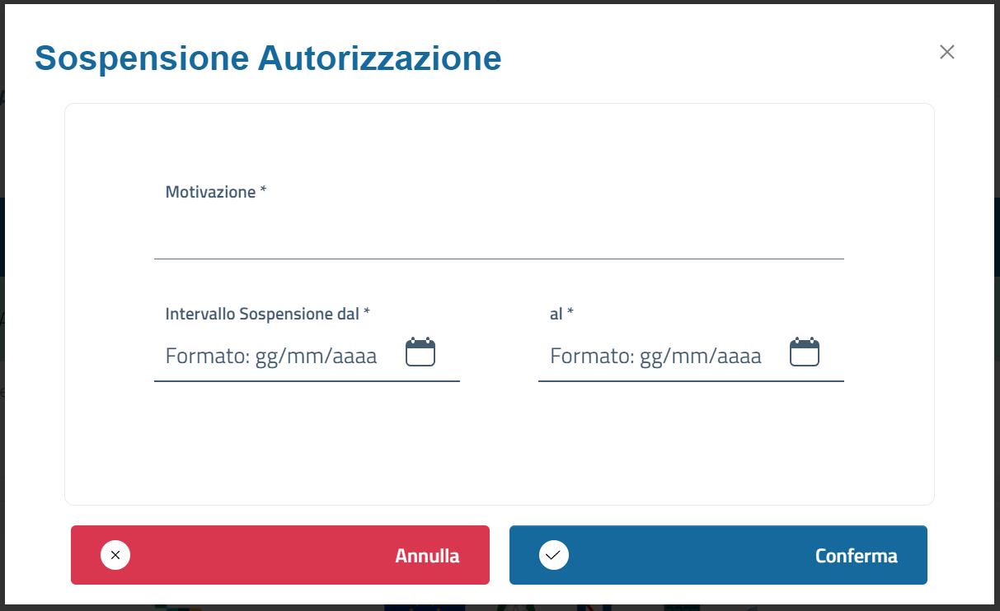 Sospensione Autorizzazione
Motivazione *
Intervallo Sospensione dal *
al *
Formato: gg/mm/aaaa
Formato: gg/mm/aaaa
Annulla
Conferma